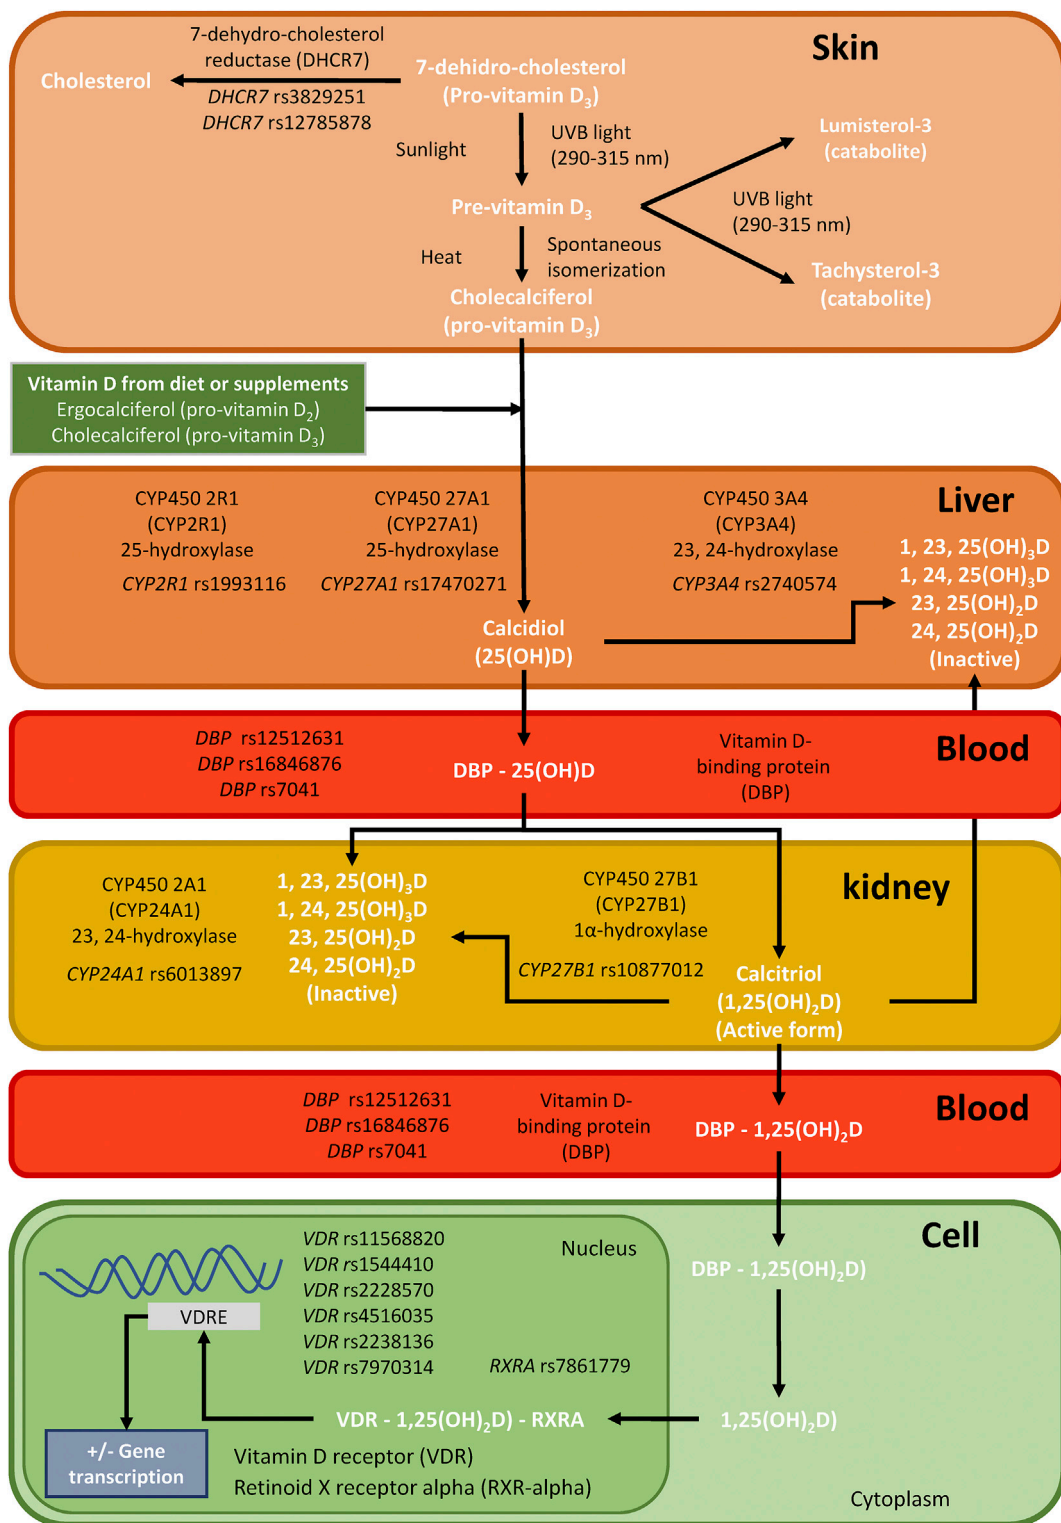 Skin
7-dehydro-cholesterol
reductase (DHCR7)
Cholesterol
DHCR7 rs3829251
DHCR7 rs12785878
7-dehidro-cholesterol
(Pro-vitamin D₃)
Sunlight
UVB light
(290-315 nm)
Lumisterol-3
(catabolite)
Pre-vitamin D₃
UVB light
(290-315 nm)
Heat
Spontaneous
isomerization
Tachysterol-3
(catabolite)
Cholecalciferol
(pro-vitamin D₃)
Vitamin D from diet or supplements
Ergocalciferol (pro-vitamin D₂)
Cholecalciferol (pro-vitamin D₃)
Liver
CYP450 2R1
(CYP2R1)
25-hydroxylase
CYP2R1 rs1993116
CYP450 27A1
(CYP27A1)
25-hydroxylase
CYP27A1 rs17470271
CYP450 3A4
(CYP3A4)
23, 24-hydroxylase
CYP3A4 rs2740574
1, 23, 25(OH)₃D
1, 24, 25(OH)₃D
23, 25(OH)₂D
24, 25(OH)₂D
(Inactive)
Calcidiol
(25(OH)D)
Blood
DBP rs12512631
DBP rs16846876
DBP rs7041
DBP - 25(OH)D
Vitamin D-
binding protein
(DBP)
kidney
CYP450 2A1
(CYP24A1)
23, 24-hydroxylase
CYP24A1 rs6013897
1, 23, 25(OH)₃D
1, 24, 25(OH)₃D
23, 25(OH)₂D
24, 25(OH)₂D
(Inactive)
CYP450 27B1
(CYP27B1)
1α-hydroxylase
CYP27B1 rs10877012
Calcitriol
(1,25(OH)₂D)
(Active form)
Blood
DBP rs12512631
DBP rs16846876
DBP rs7041
Vitamin D-
binding protein
(DBP)
DBP - 1,25(OH)₂D
Cell
Nucleus
VDR rs11568820
VDR rs1544410
VDR rs2228570
VDR rs4516035
VDR rs2238136
VDR rs7970314
RXRA rs7861779
VDRE
DBP - 1,25(OH)₂D)
1,25(OH)₂D)
VDR - 1,25(OH)₂D) - RXRA
+/- Gene
transcription
Vitamin D receptor (VDR)
Retinoid X receptor alpha (RXR-alpha)
Cytoplasm